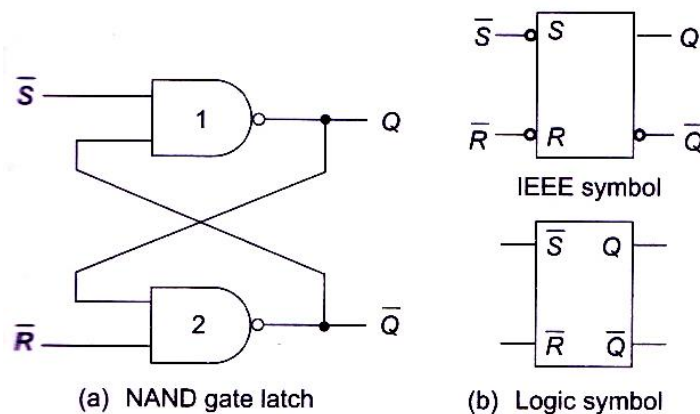 S̅
1
Q
R̅
2
Q̅
(a) NAND gate latch
S̅ S Q
R̅ R Q̅
IEEE symbol
S̅ Q
R̅ Q̅
(b) Logic symbol